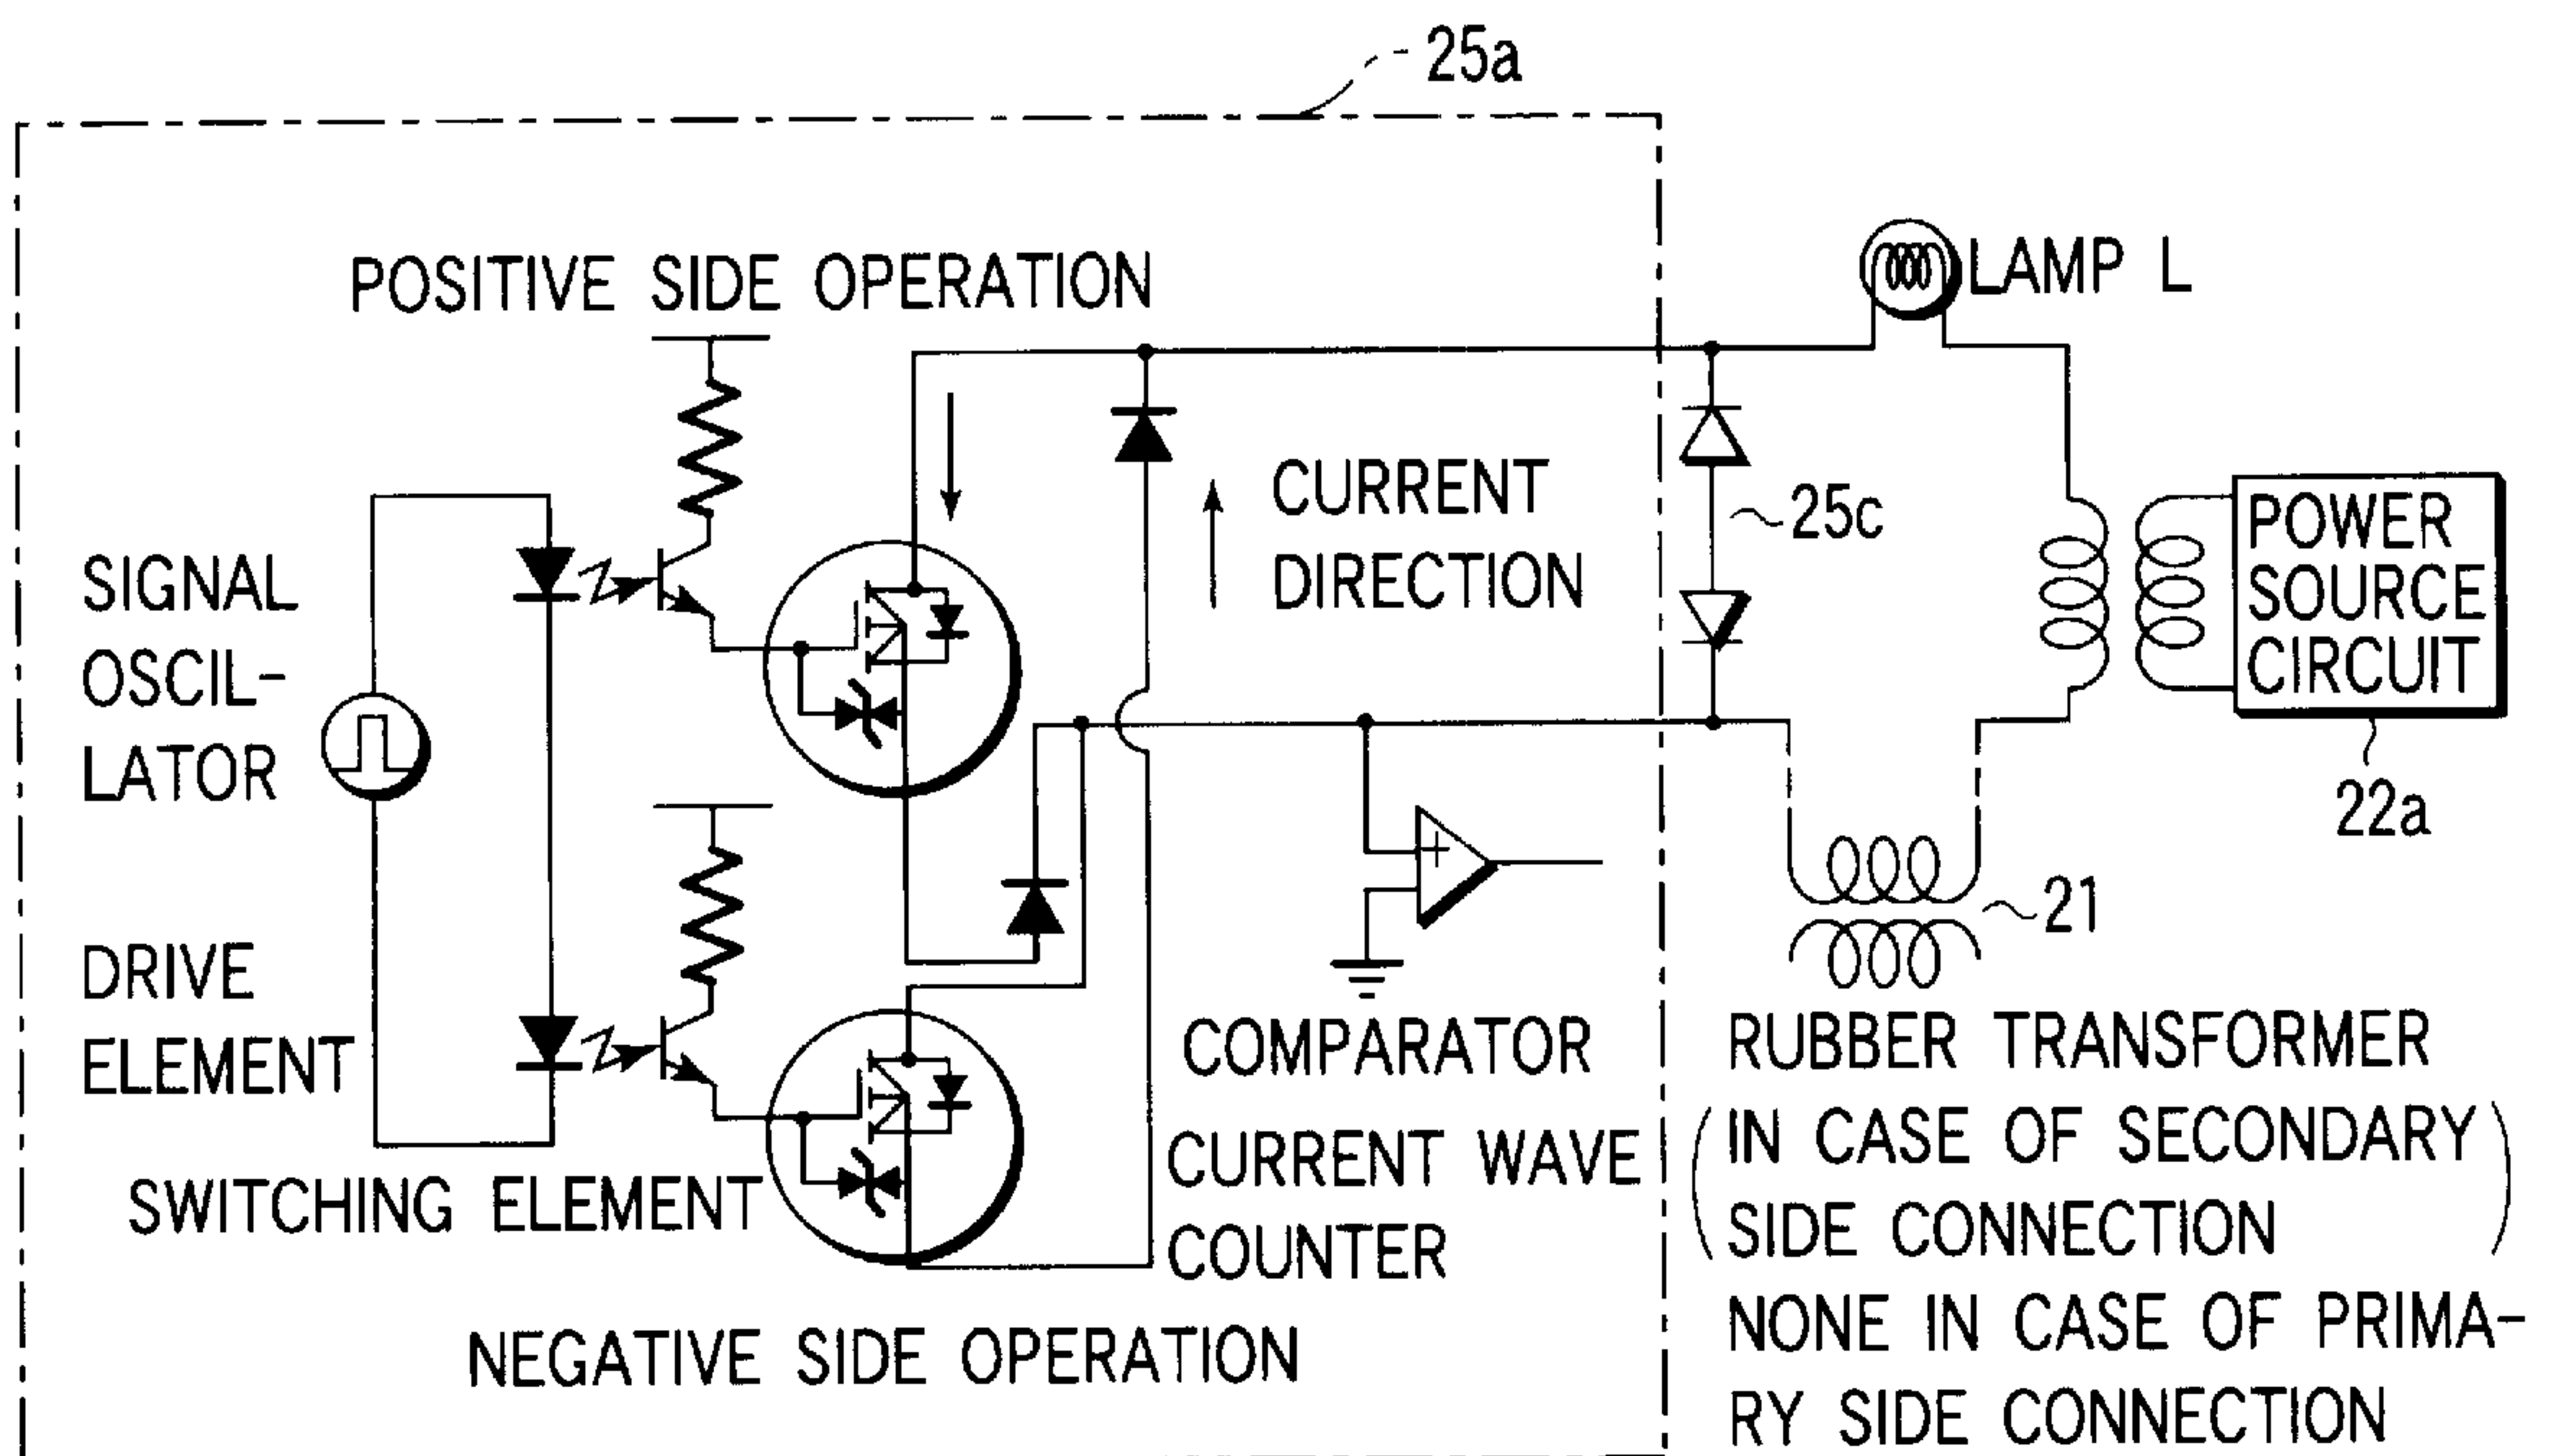 25a
POSITIVE SIDE OPERATION
LAMP L
SIGNAL
OSCIL-
LATOR
CURRENT
DIRECTION
25c
POWER
SOURCE
CIRCUIT
22a
+
21
DRIVE
ELEMENT
SWITCHING ELEMENT
COMPARATOR
CURRENT WAVE
COUNTER
NEGATIVE SIDE OPERATION
RUBBER TRANSFORMER
(IN CASE OF SECONDARY
SIDE CONNECTION)
NONE IN CASE OF PRIMA-
RY SIDE CONNECTION